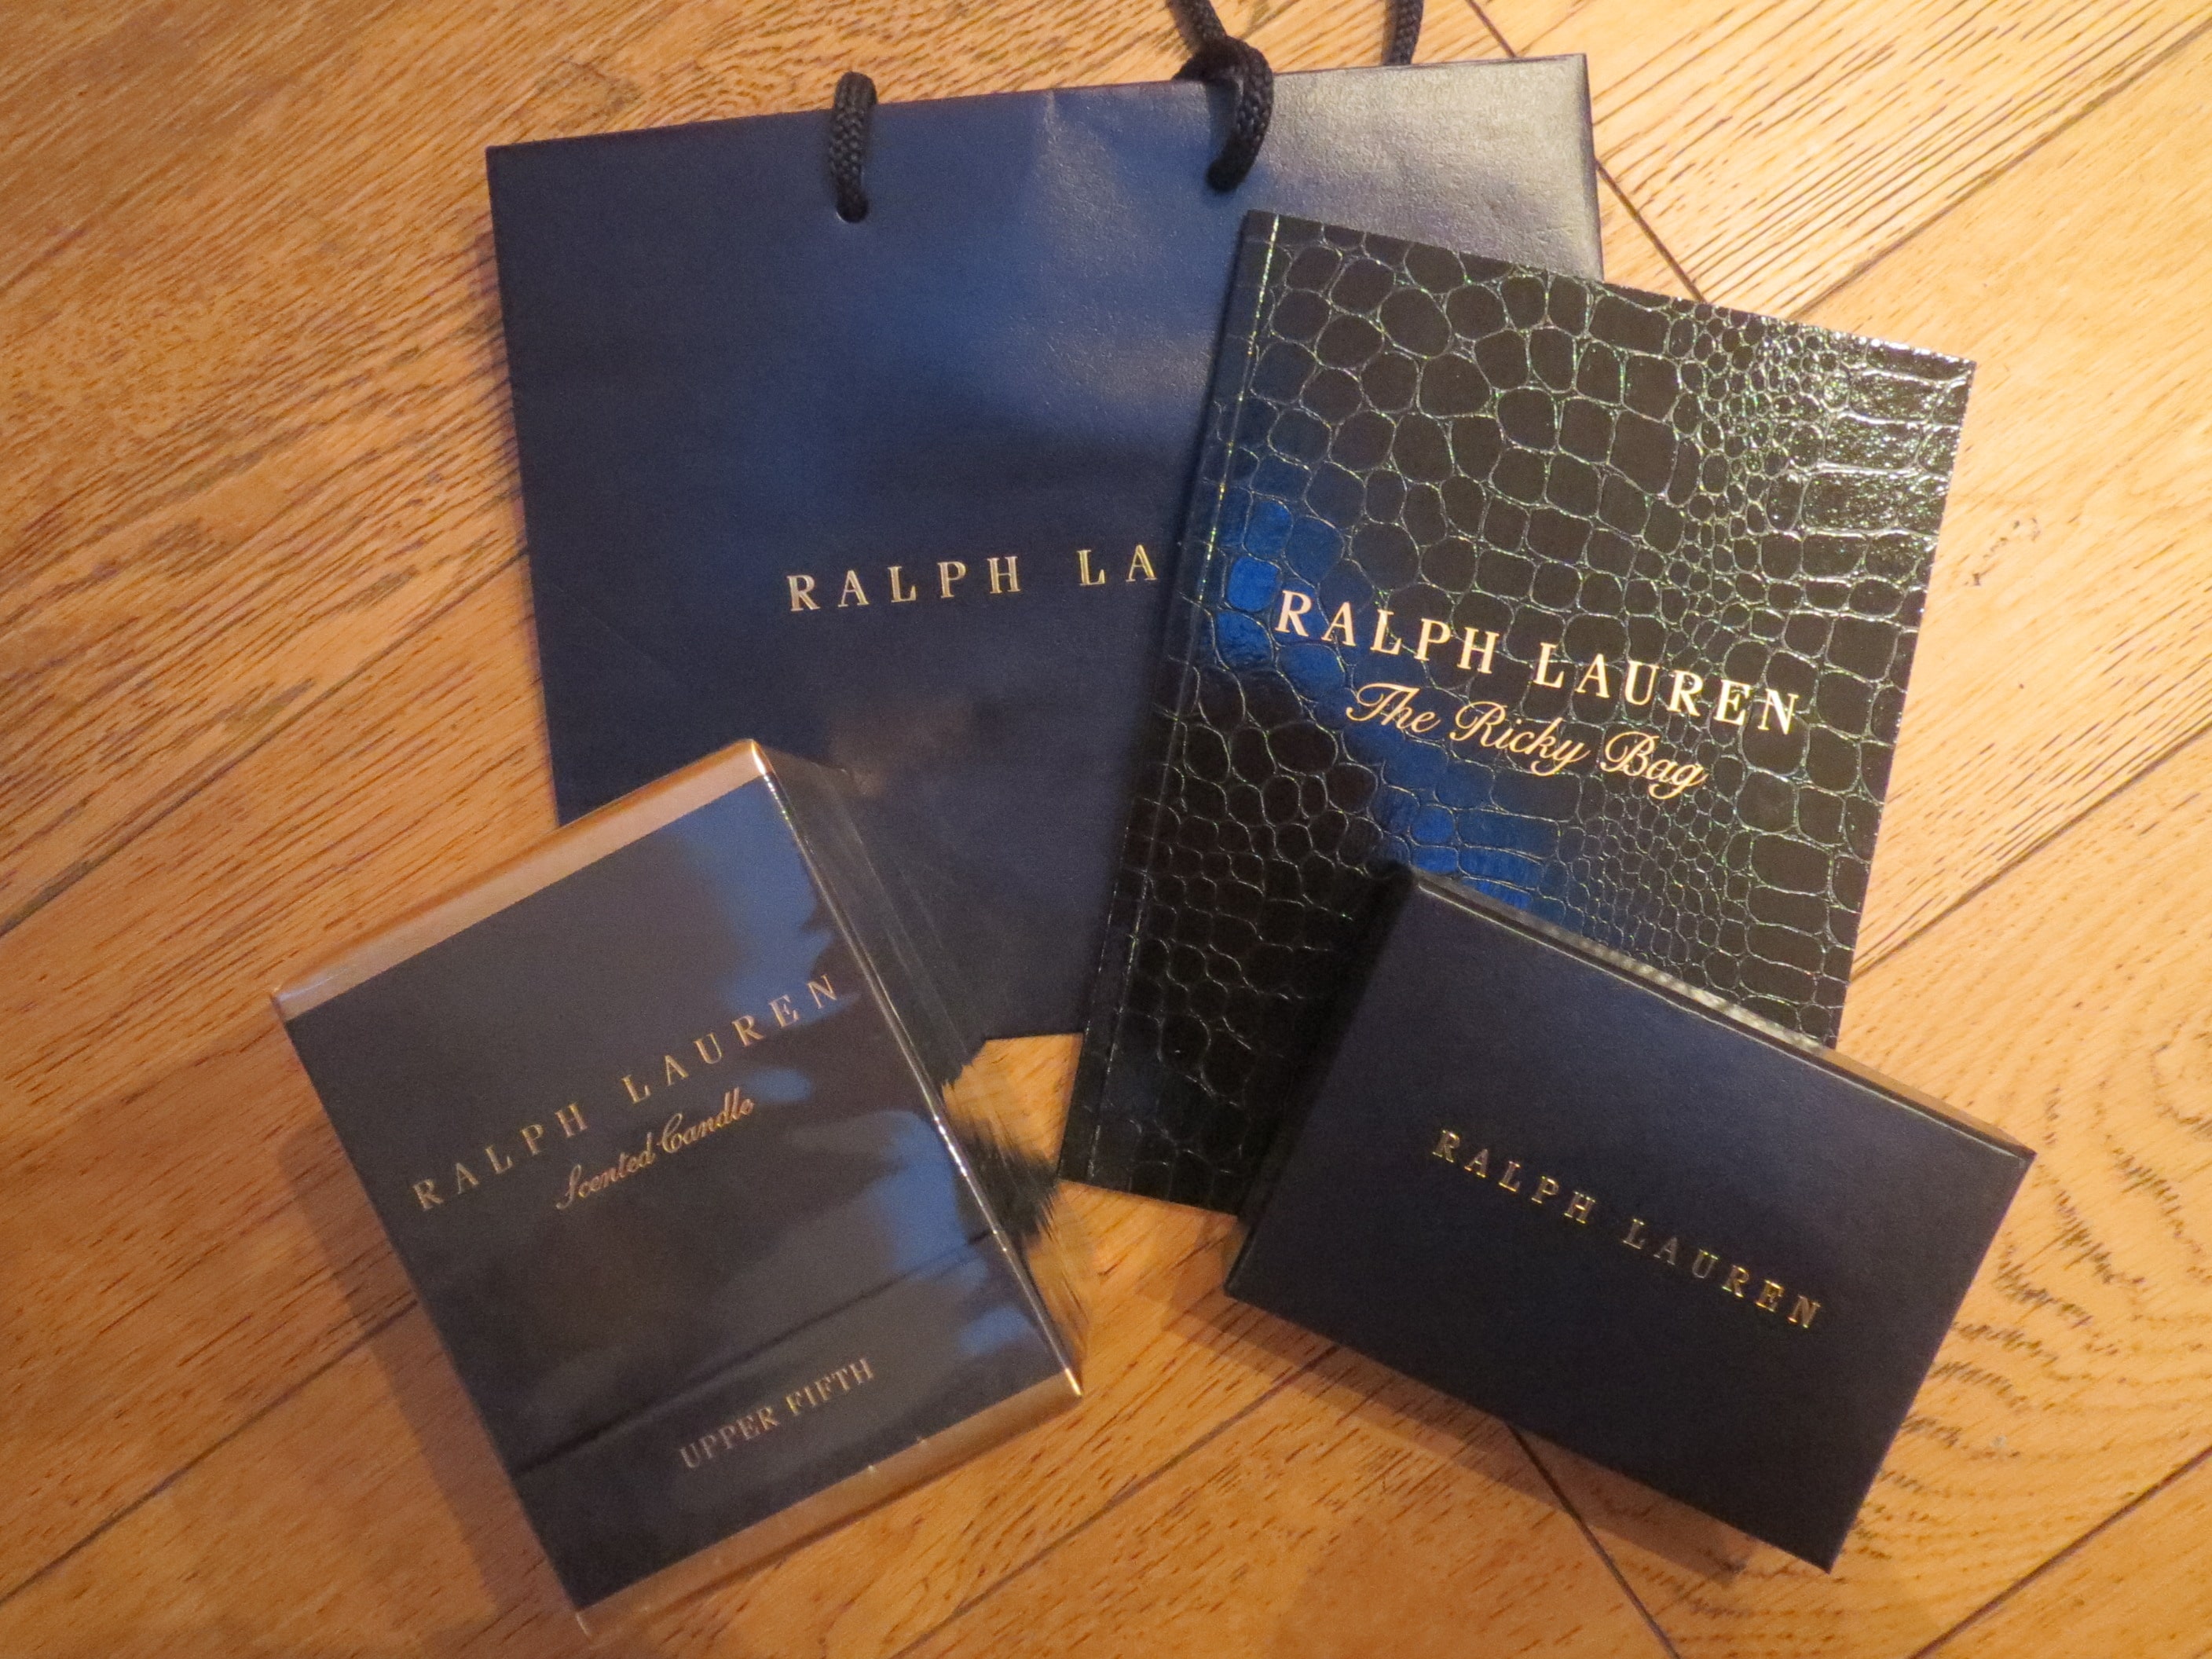 RALPH LA
RALPH LAUREN
The Ricky Bag
RALPH LAUREN
Scented Candle
UPPER FIFTH
RALPH LAUREN